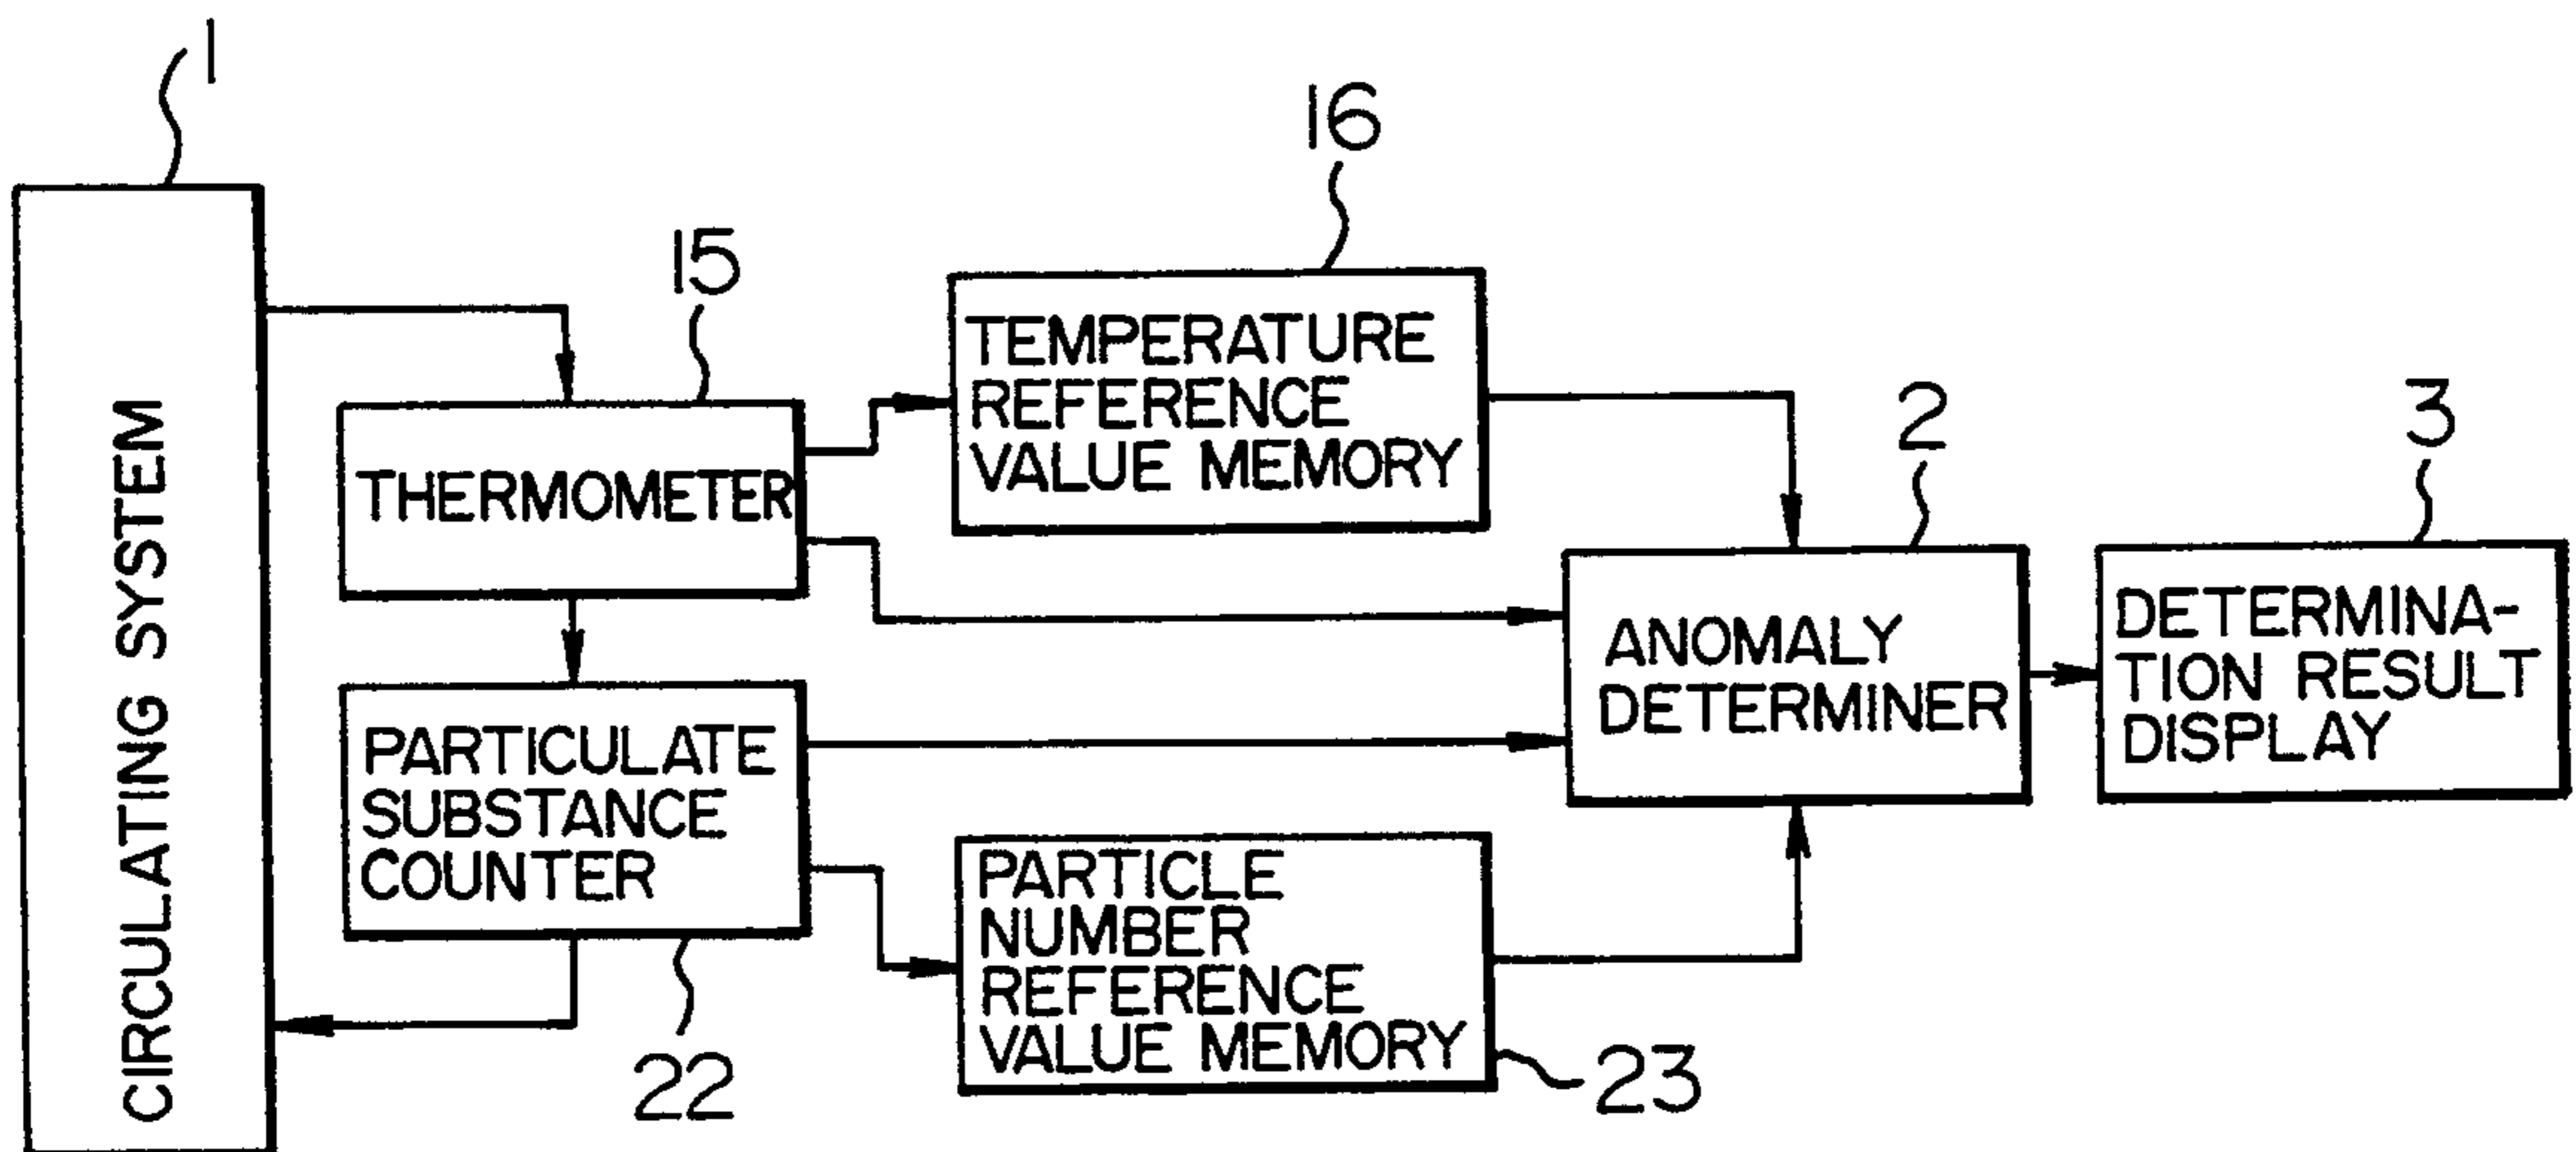 1
16
15
TEMPERATURE
REFERENCE
VALUE MEMORY
2
3
CIRCULATING SYSTEM
THERMOMETER
ANOMALY
DETERMINER
DETERMINA-
TION RESULT
DISPLAY
PARTICULATE
SUBSTANCE
COUNTER
PARTICLE
NUMBER
REFERENCE
VALUE MEMORY
22
23